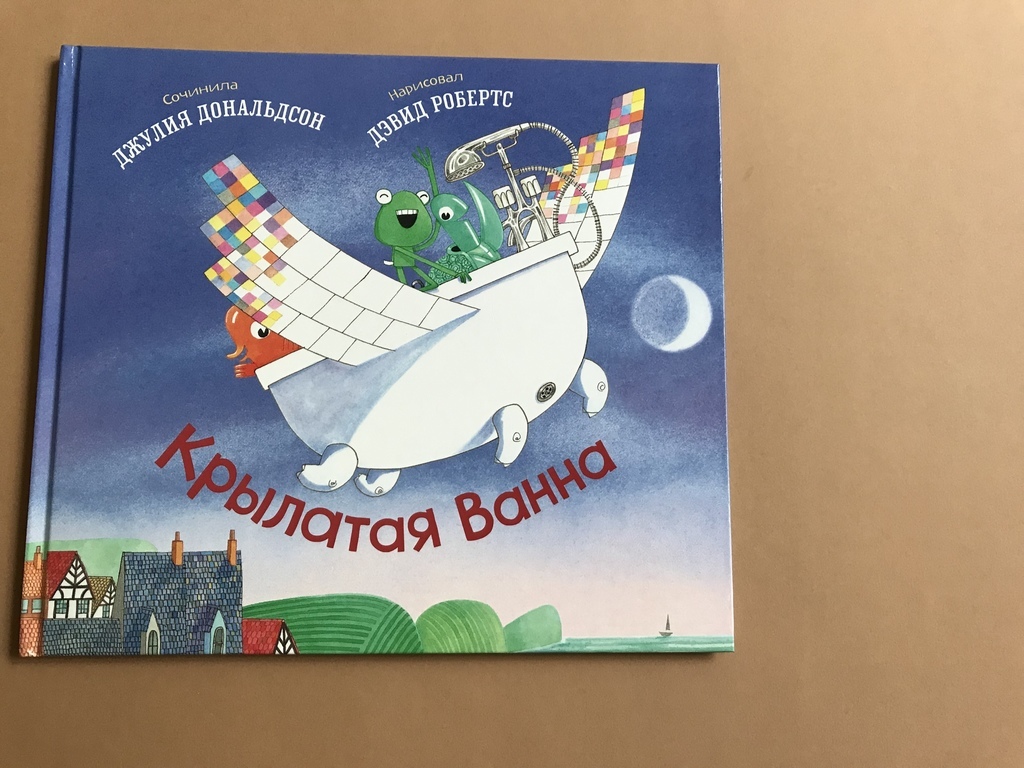 Сочинила
ДЖУЛИЯ ДОНАЛЬДСОН
Нарисовал
ДЭВИД РОБЕРТС
Крылатая Ванна